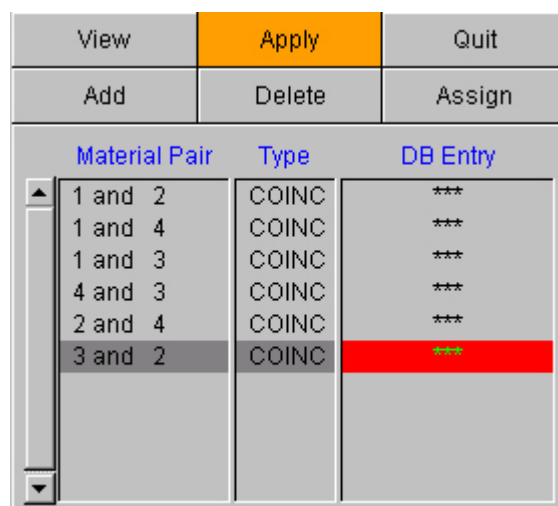 View Apply Quit
Add Delete Assign
Material Pair Type DB Entry
1 and 2 COINC ***
1 and 4 COINC ***
1 and 3 COINC ***
4 and 3 COINC ***
2 and 4 COINC ***
3 and 2 COINC ***